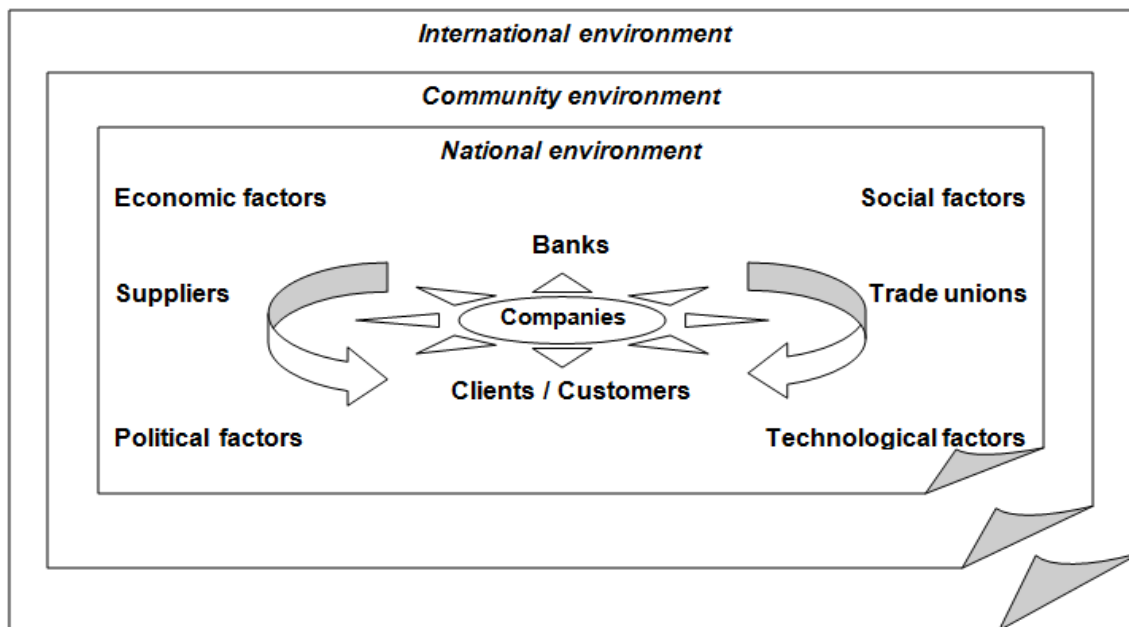 International environment
Community environment
National environment
Economic factors
Social factors
Banks
Suppliers
Trade unions
Companies
Clients / Customers
Political factors
Technological factors